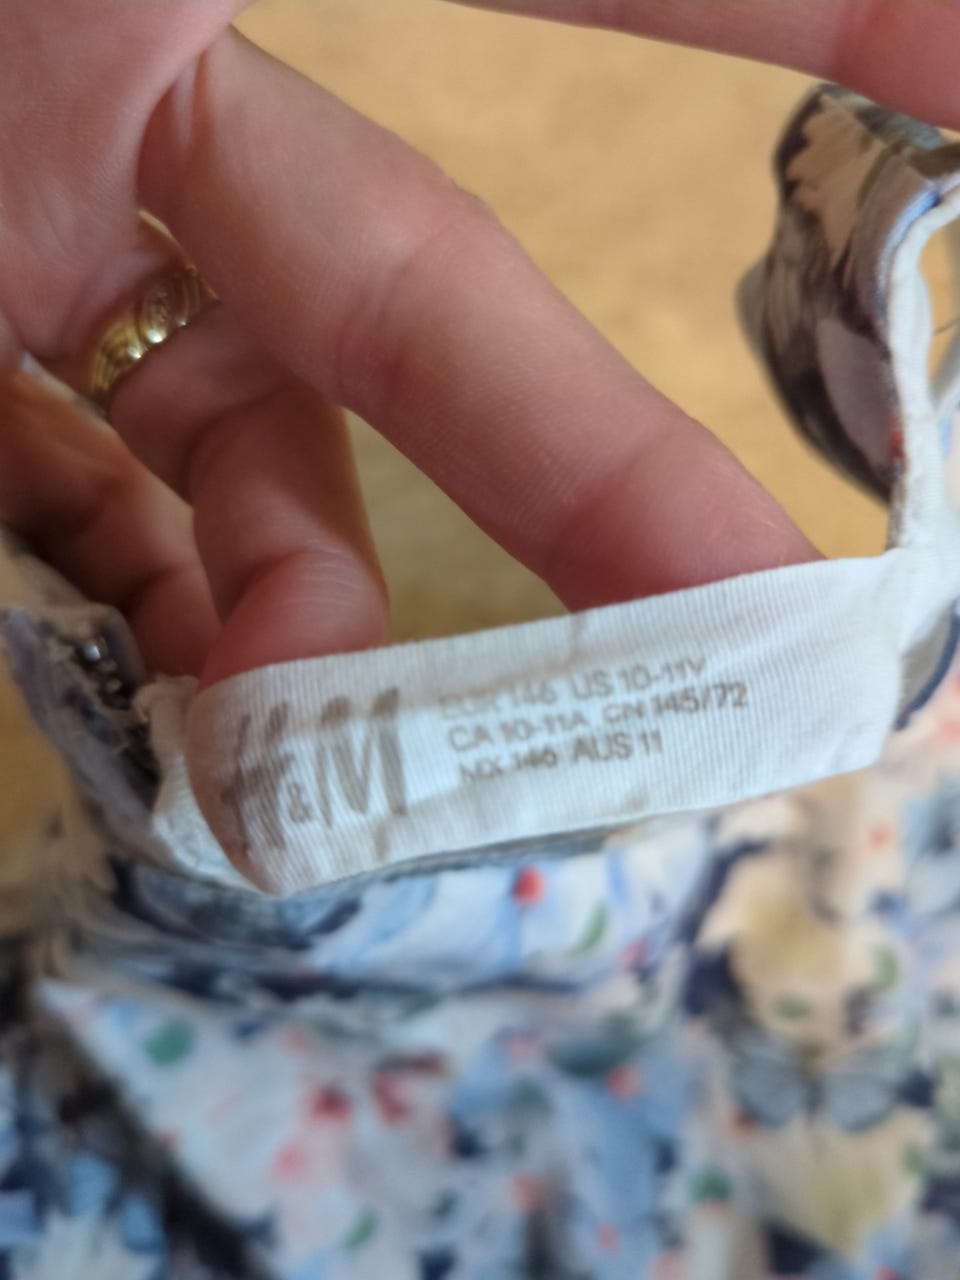 H&M
EUR 146 US 10-11Y
CA 10-11A CN 145/72
MX 146 AUS 11